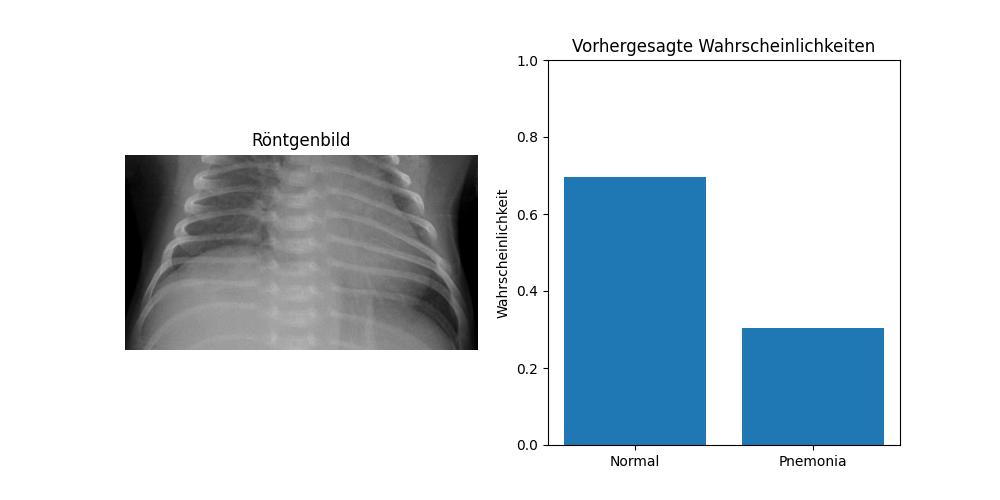 Röntgenbild
Vorhergesagte Wahrscheinlichkeiten
Wahrscheinlichkeit
1.0
0.8
0.6
0.4
0.2
0.0
Normal
Pnemonia